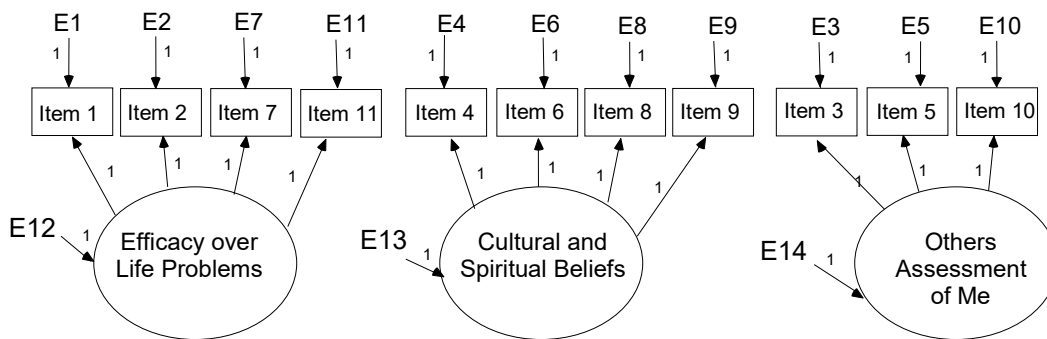 E1 E2 E7 E11 E4 E6 E8 E9 E3 E5 E10
1 1 1 1 1 1 1 1 1 1 1
Item 1 Item 2 Item 7 Item 11 Item 4 Item 6 Item 8 Item 9 Item 3 Item 5 Item 10
1 1 1 1 1 1 1 1 1 1 1
E12 1 Efficacy over
Life Problems
E13 1 Cultural and
Spiritual Beliefs
E14 1 Others
Assessment
of Me